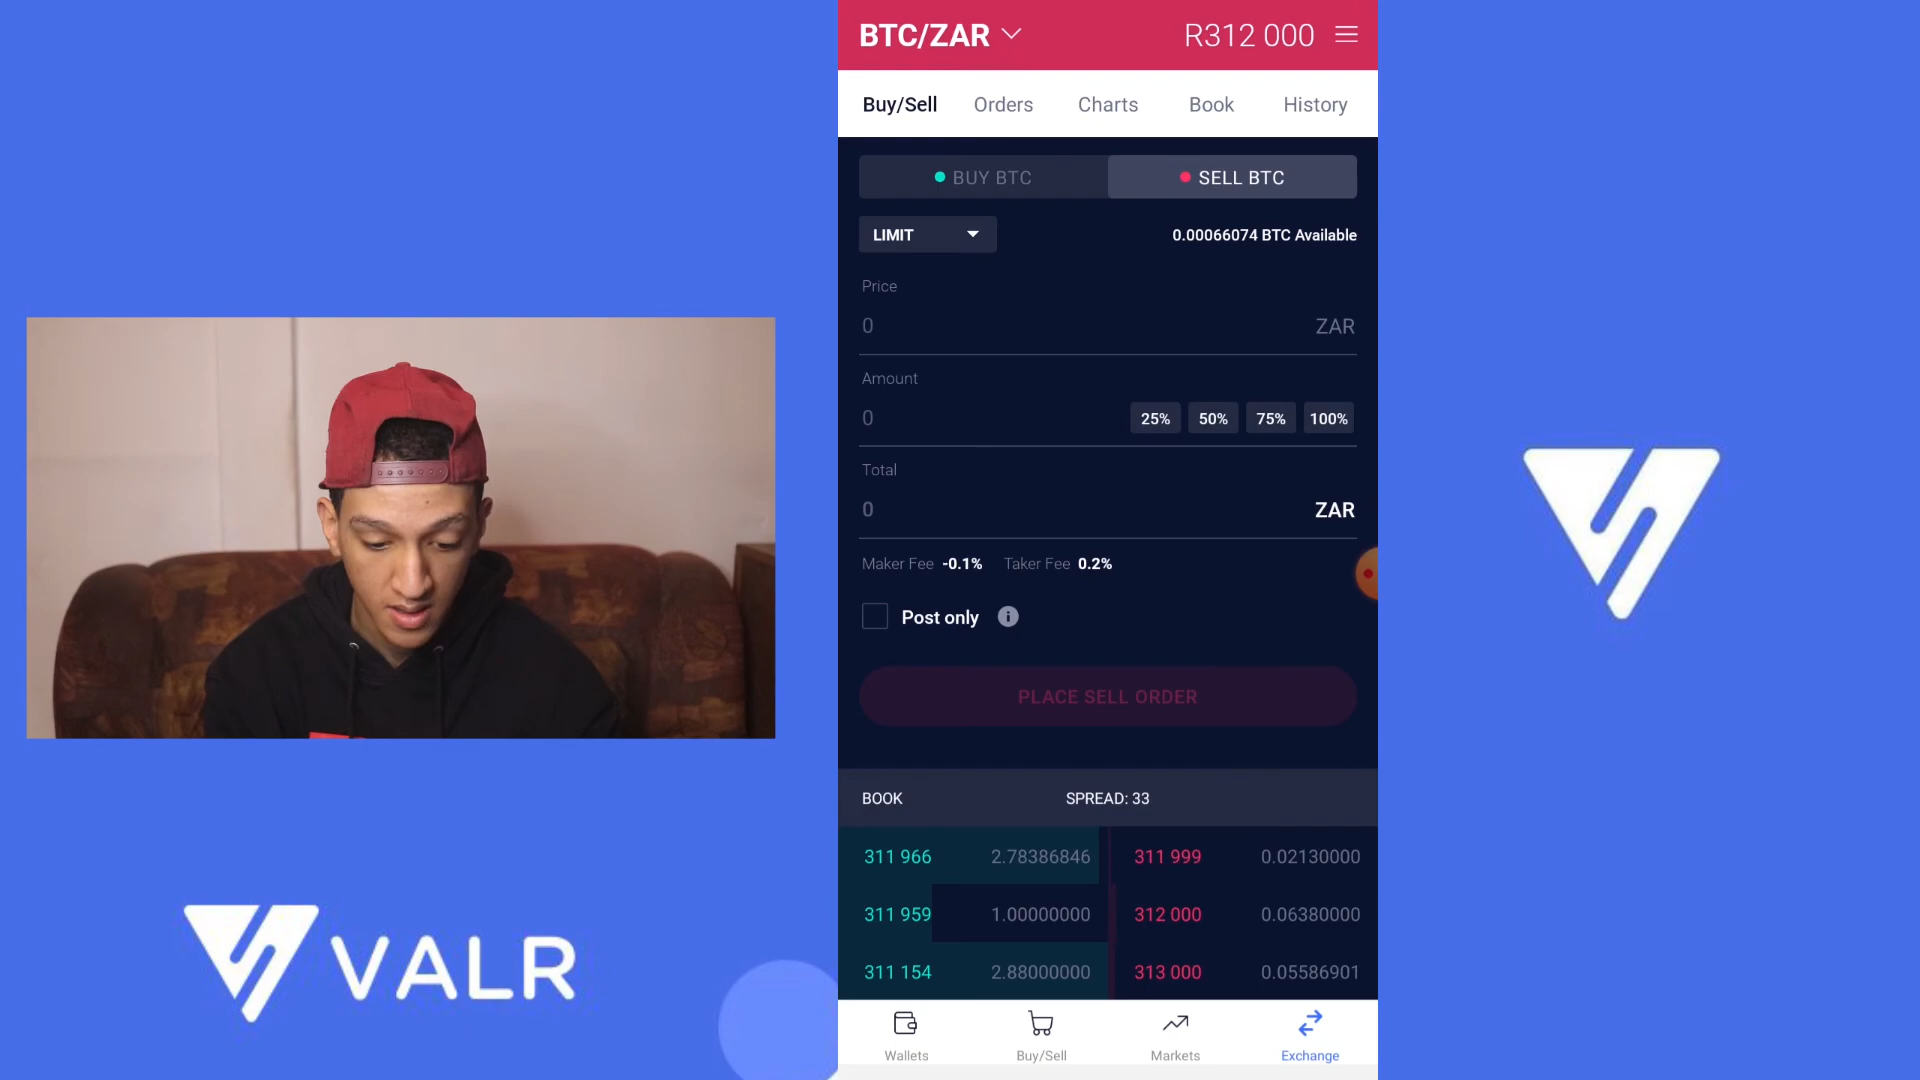 BTC/ZAR R312 000
Buy/Sell Orders Charts Book History
BUY BTC SELL BTC
LIMIT 0.00066074 BTC Available
Price
0 ZAR
Amount
0 25% 50% 75% 100%
Total
0 ZAR
Maker Fee -0.1% Taker Fee 0.2%
Post only
PLACE SELL ORDER
BOOK SPREAD: 33
311 966 2.78386846 311 999 0.02130000
311 959 1.00000000 312 000 0.06380000
311 154 2.88000000 313 000 0.05586901
Wallets Buy/Sell Markets Exchange
VALR